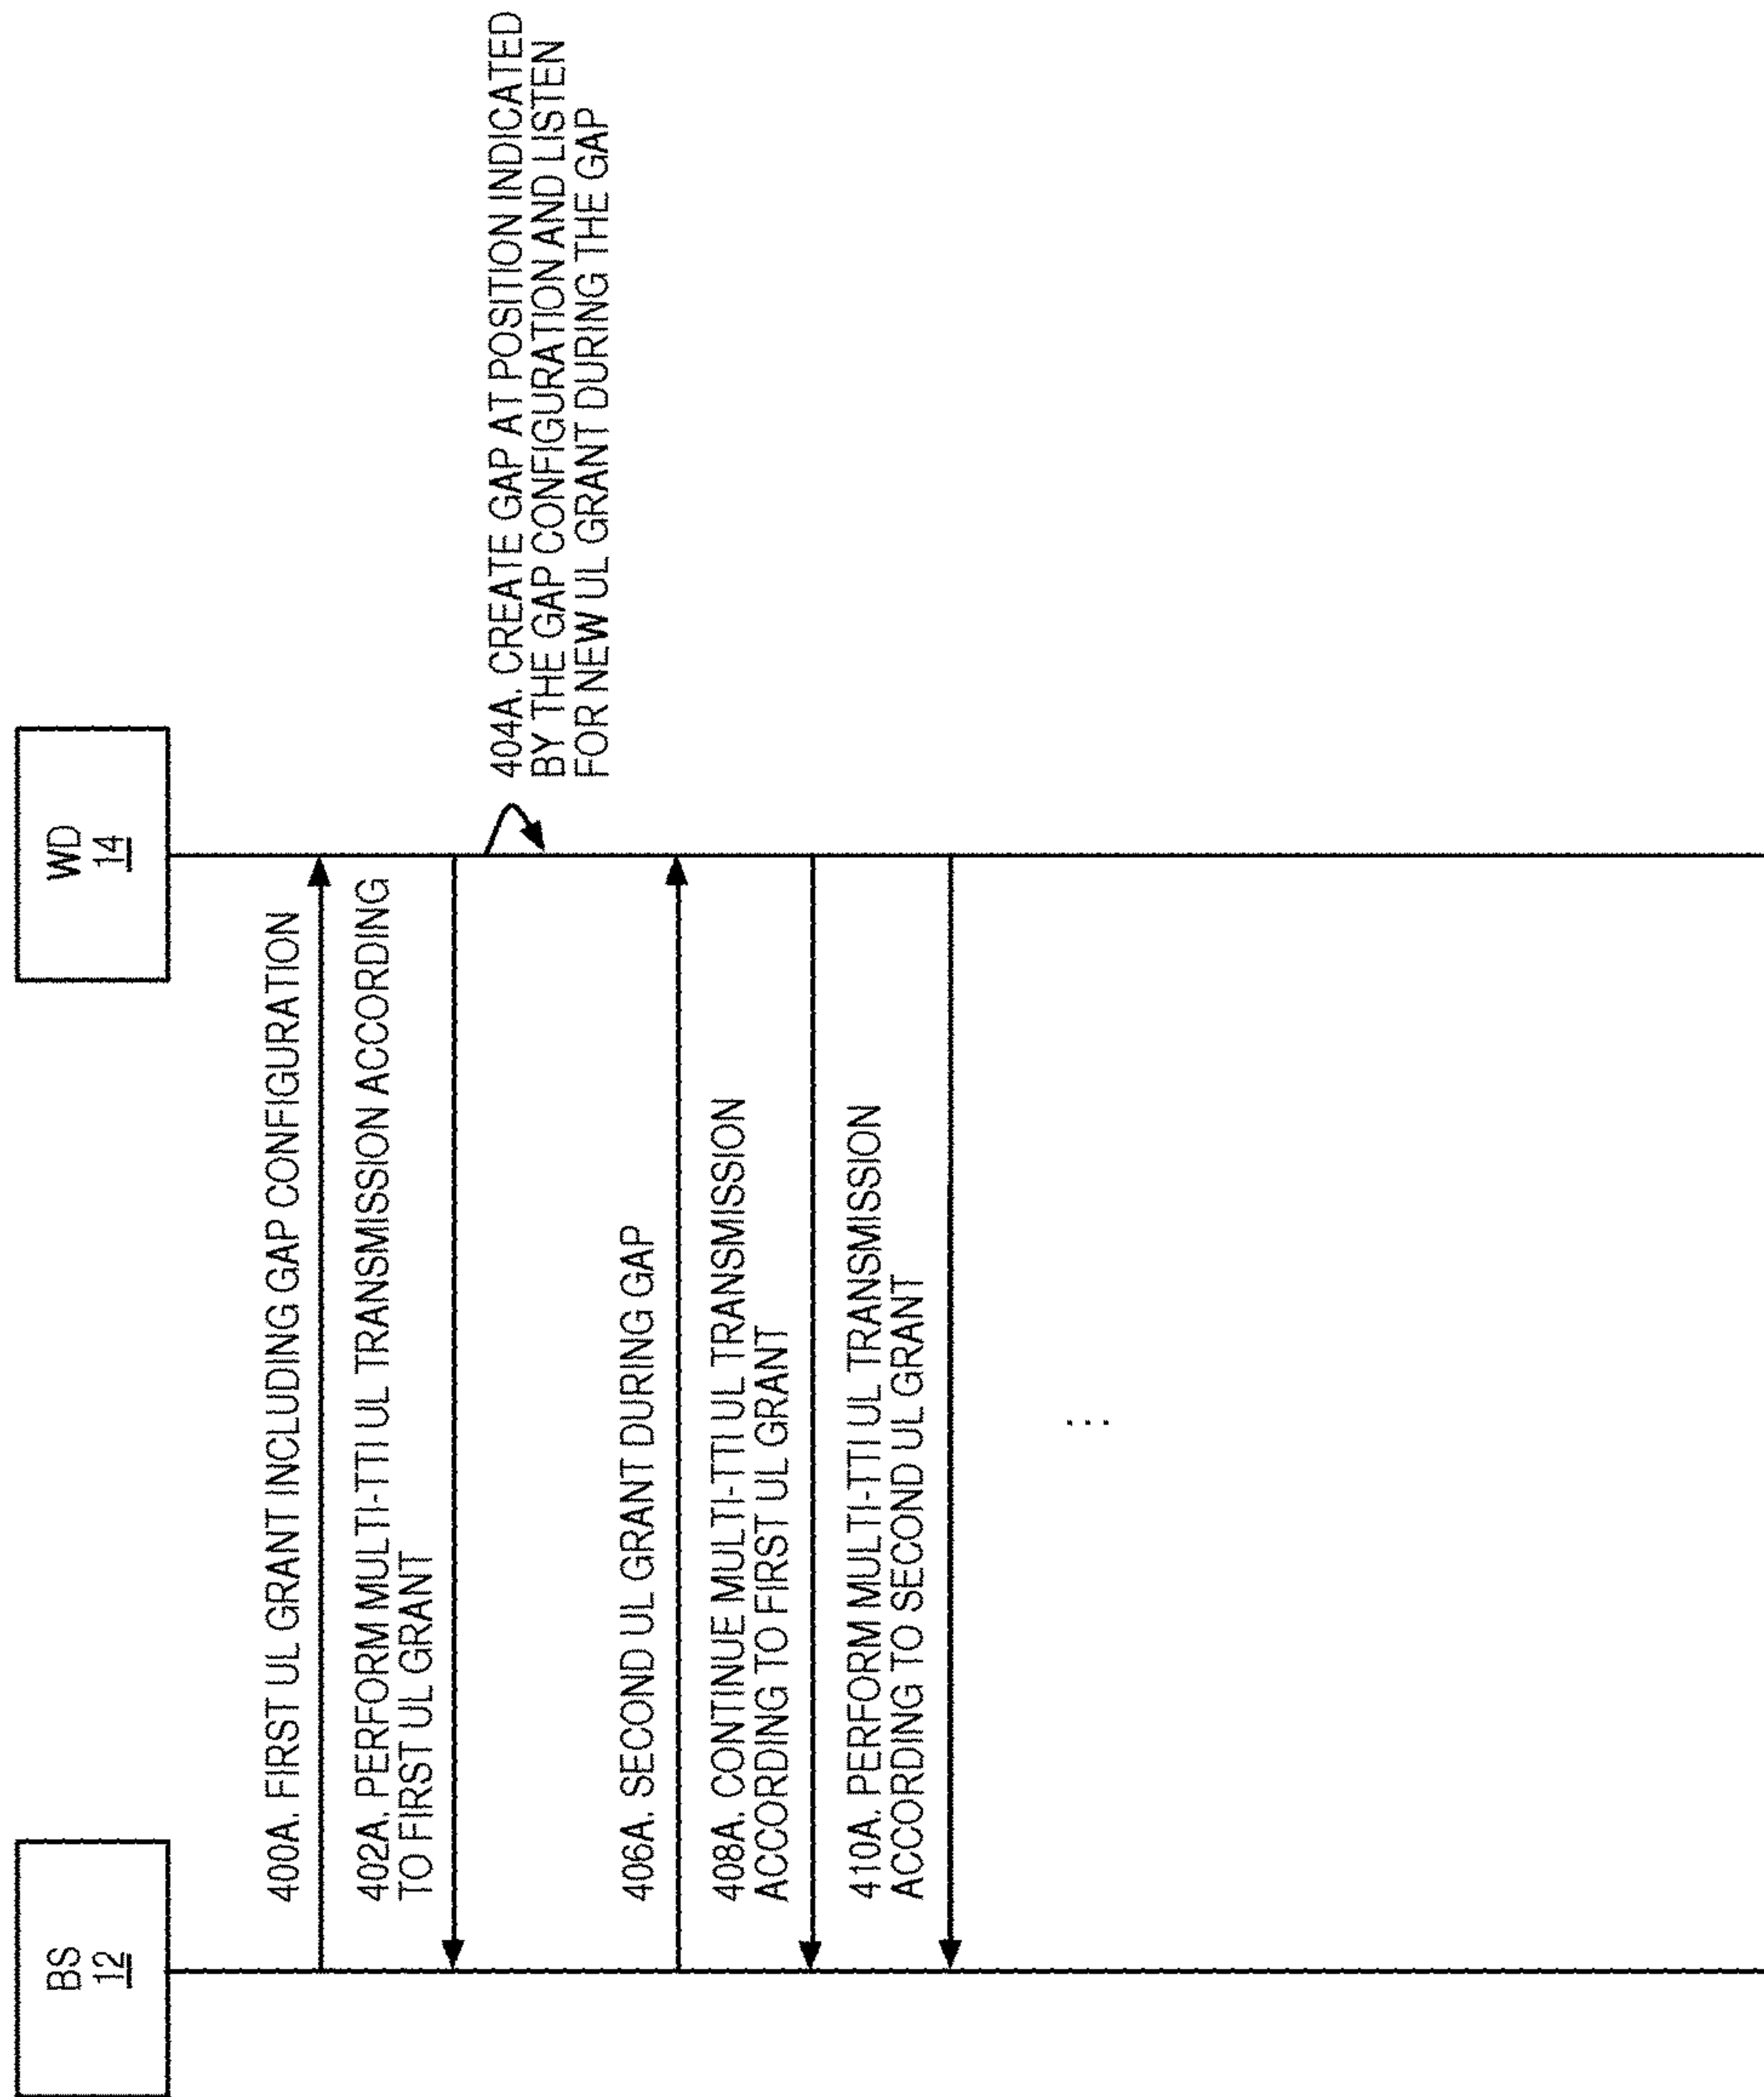 BS
12
WD
14
400A. FIRST UL GRANT INCLUDING GAP CONFIGURATION
402A. PERFORM MULTI-TTI UL TRANSMISSION ACCORDING
TO FIRST UL GRANT
404A. CREATE GAP AT POSITION INDICATED
BY THE GAP CONFIGURATION AND LISTEN
FOR NEW UL GRANT DURING THE GAP
406A. SECOND UL GRANT DURING GAP
408A. CONTINUE MULTI-TTI UL TRANSMISSION
ACCORDING TO FIRST UL GRANT
410A. PERFORM MULTI-TTI UL TRANSMISSION
ACCORDING TO SECOND UL GRANT
...